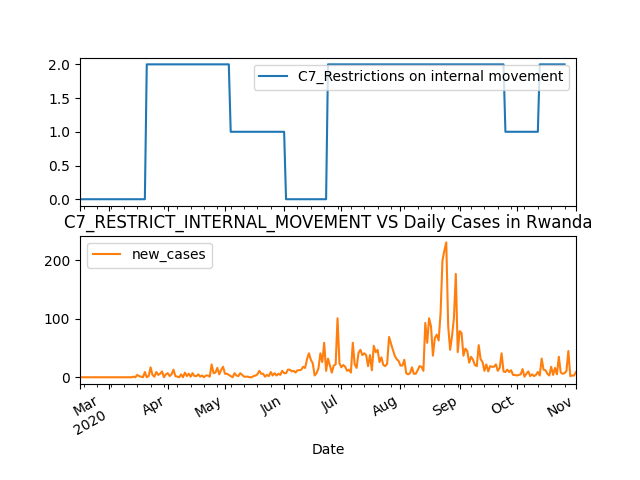 2.0
1.5
1.0
0.5
0.0
C7_Restrictions on internal movement
C7_RESTRICT_INTERNAL_MOVEMENT VS Daily Cases in Rwanda
200
100
0
new_cases
Mar Apr May Jun Jul Aug Sep Oct Nov
2020
Date